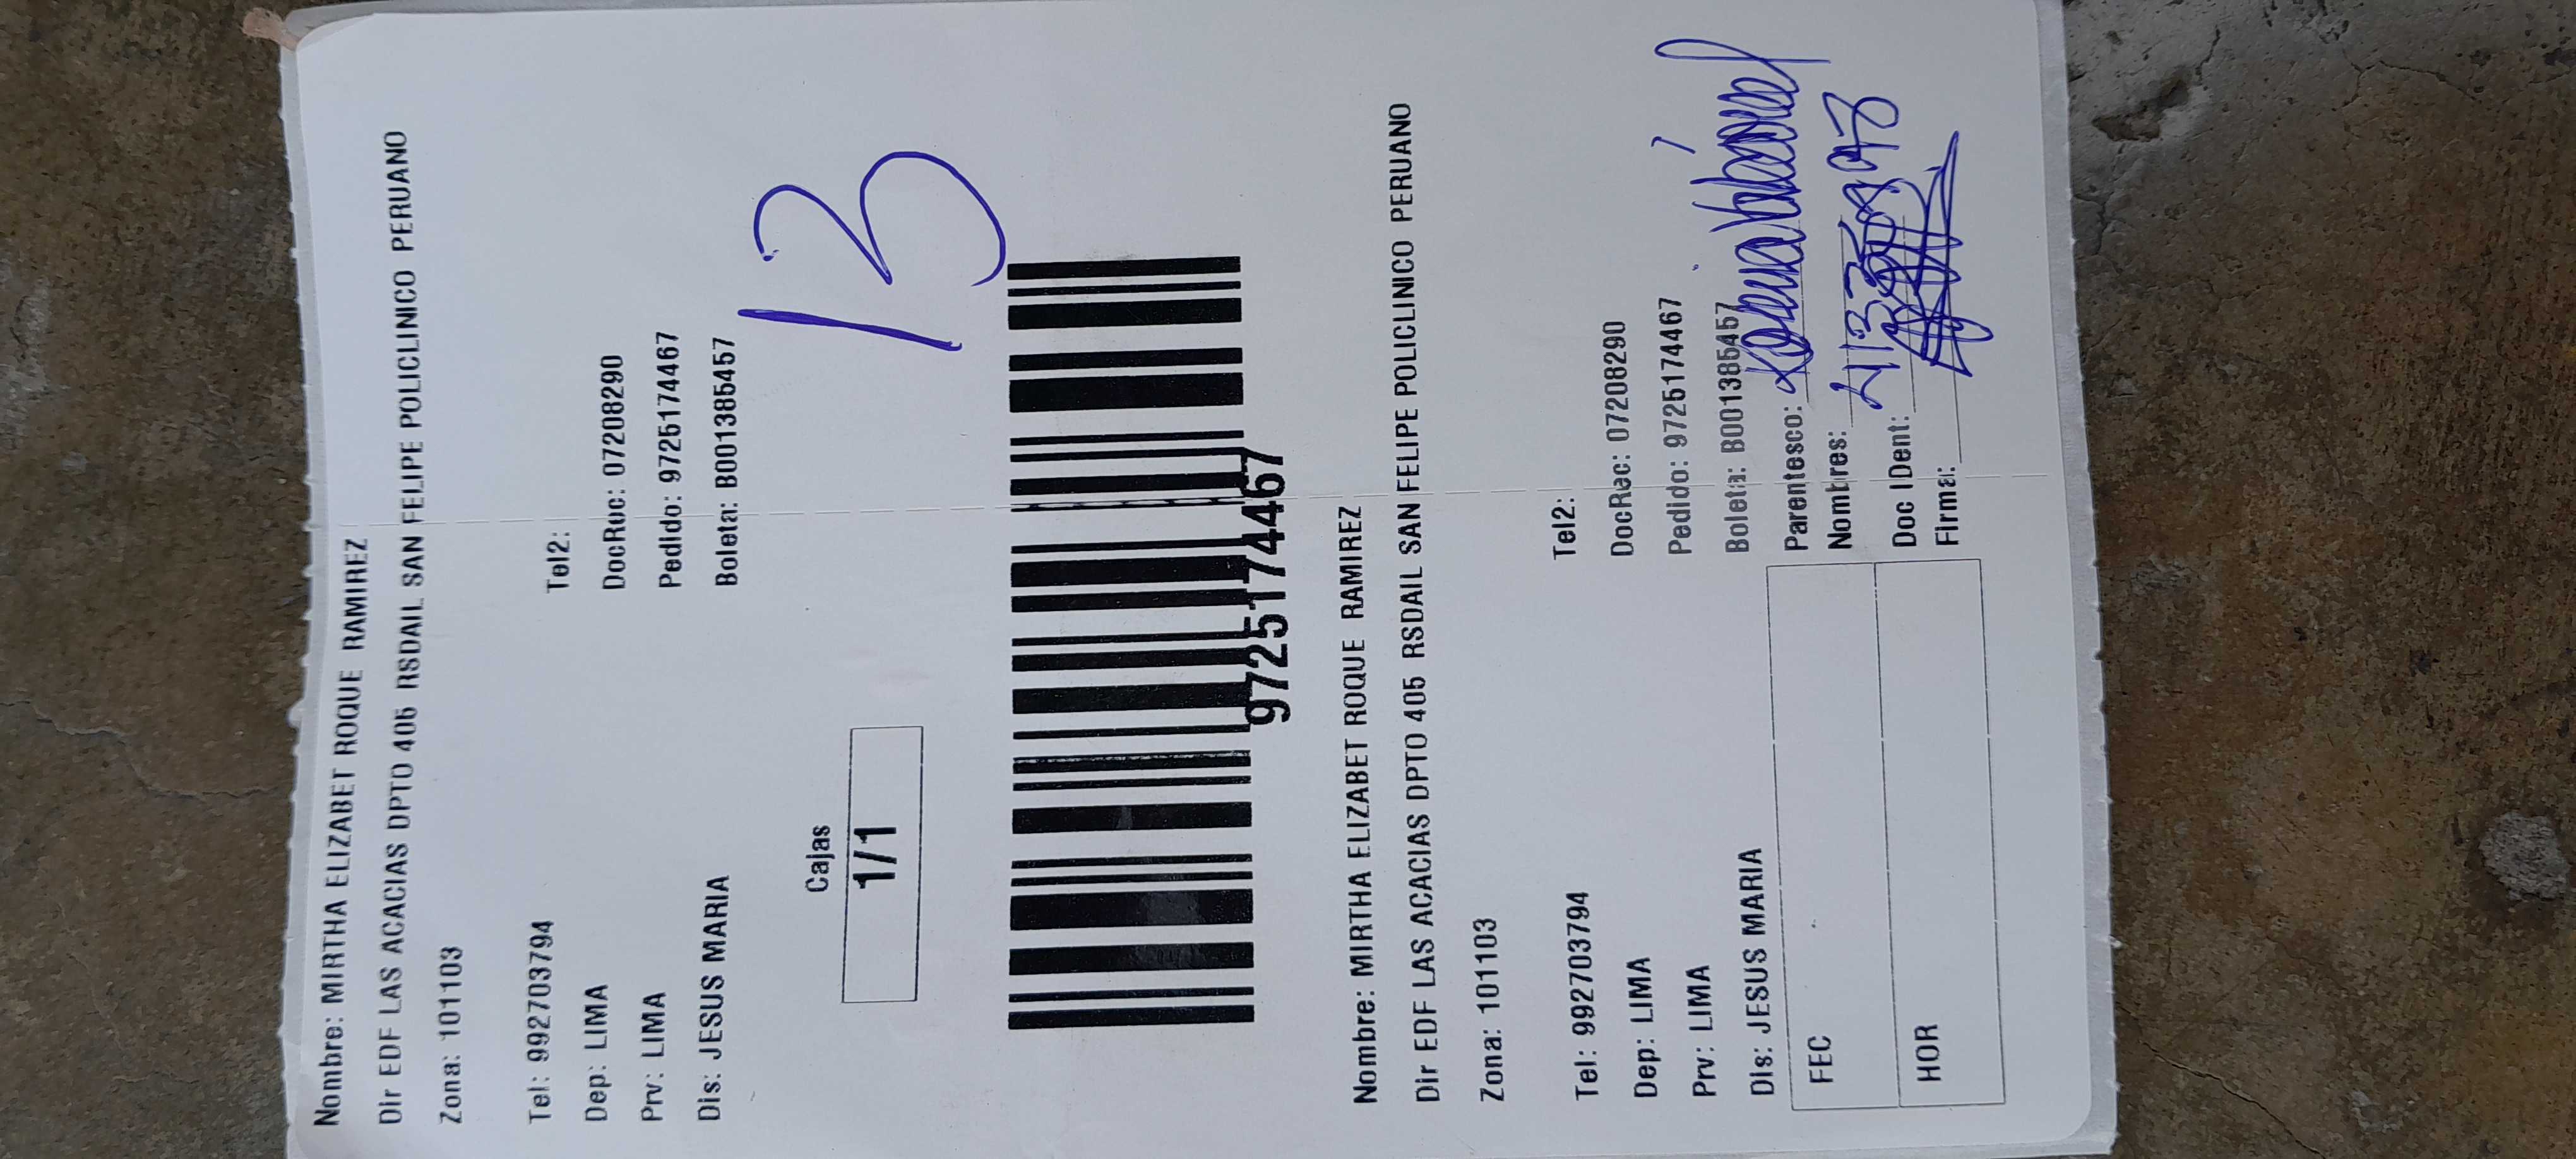 Nombre: MIRTHA ELIZABET ROQUE RAMIREZ
Dir EDF LAS ACACIAS DPTO 405 RSDAIL SAN FELIPE POLICLINICO PERUANO
Zona: 101103
Tel: 992703794 Tel2:
Dep: LIMA DocRec: 07208290
Prv: LIMA Pedido: 9725174467
Dis: JESUS MARIA Boleta: B001385457
13
Cajas
1/1
9725174467
Nombre: MIRTHA ELIZABET ROQUE RAMIREZ
Dir EDF LAS ACACIAS DPTO 405 RSDAIL SAN FELIPE POLICLINICO PERUANO
Zona: 101103
Tel: 992703794 Tel2:
Dep: LIMA DocRec: 07208290
Prv: LIMA Pedido: 9725174467
Dis: JESUS MARIA Boleta: B001385457
FEC Parentesco:
Nombres:
HOR Doc IDent:
Firma: